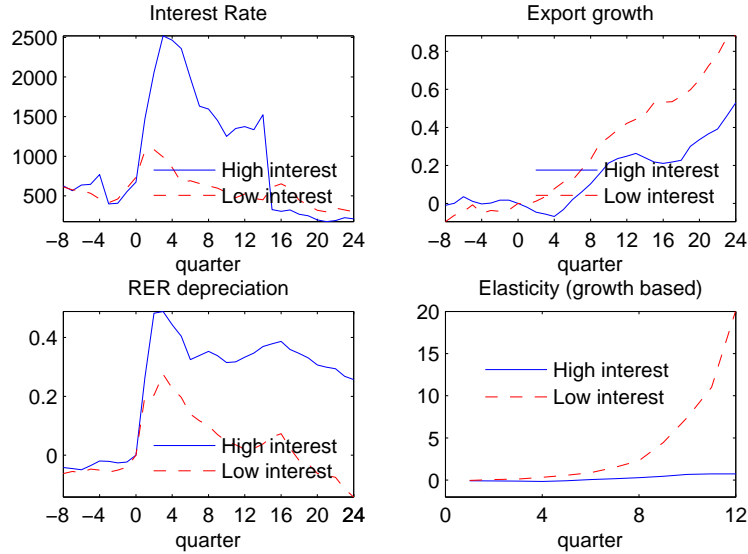 Interest Rate
2500
2000
1500
1000
500
High interest
Low interest
−8 −4 0 4 8 12 16 20 24
quarter
Export growth
0.8
0.6
0.4
0.2
0
High interest
Low interest
−8 −4 0 4 8 12 16 20 24
quarter
RER depreciation
0.4
0.2
0
High interest
Low interest
−8 −4 0 4 8 12 16 20 24
quarter
Elasticity (growth based)
20
15
10
5
0
High interest
Low interest
0 4 8 12
quarter